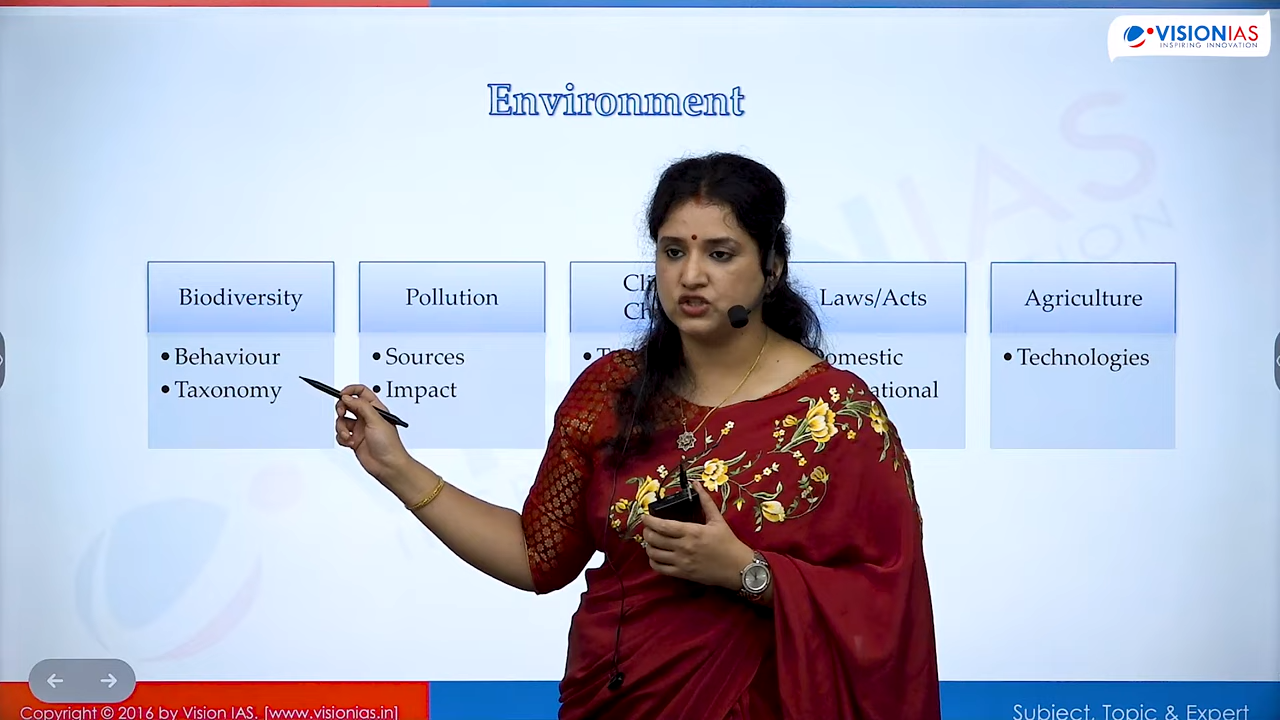 VISIONIAS
INSPIRING INNOVATION
Environment
Biodiversity
• Behaviour
• Taxonomy
Pollution
• Sources
• Impact
Laws/Acts
Agriculture
• Technologies
Copyright © 2016 by Vision IAS. [www.visionias.in]
Subject, Topic & Expert